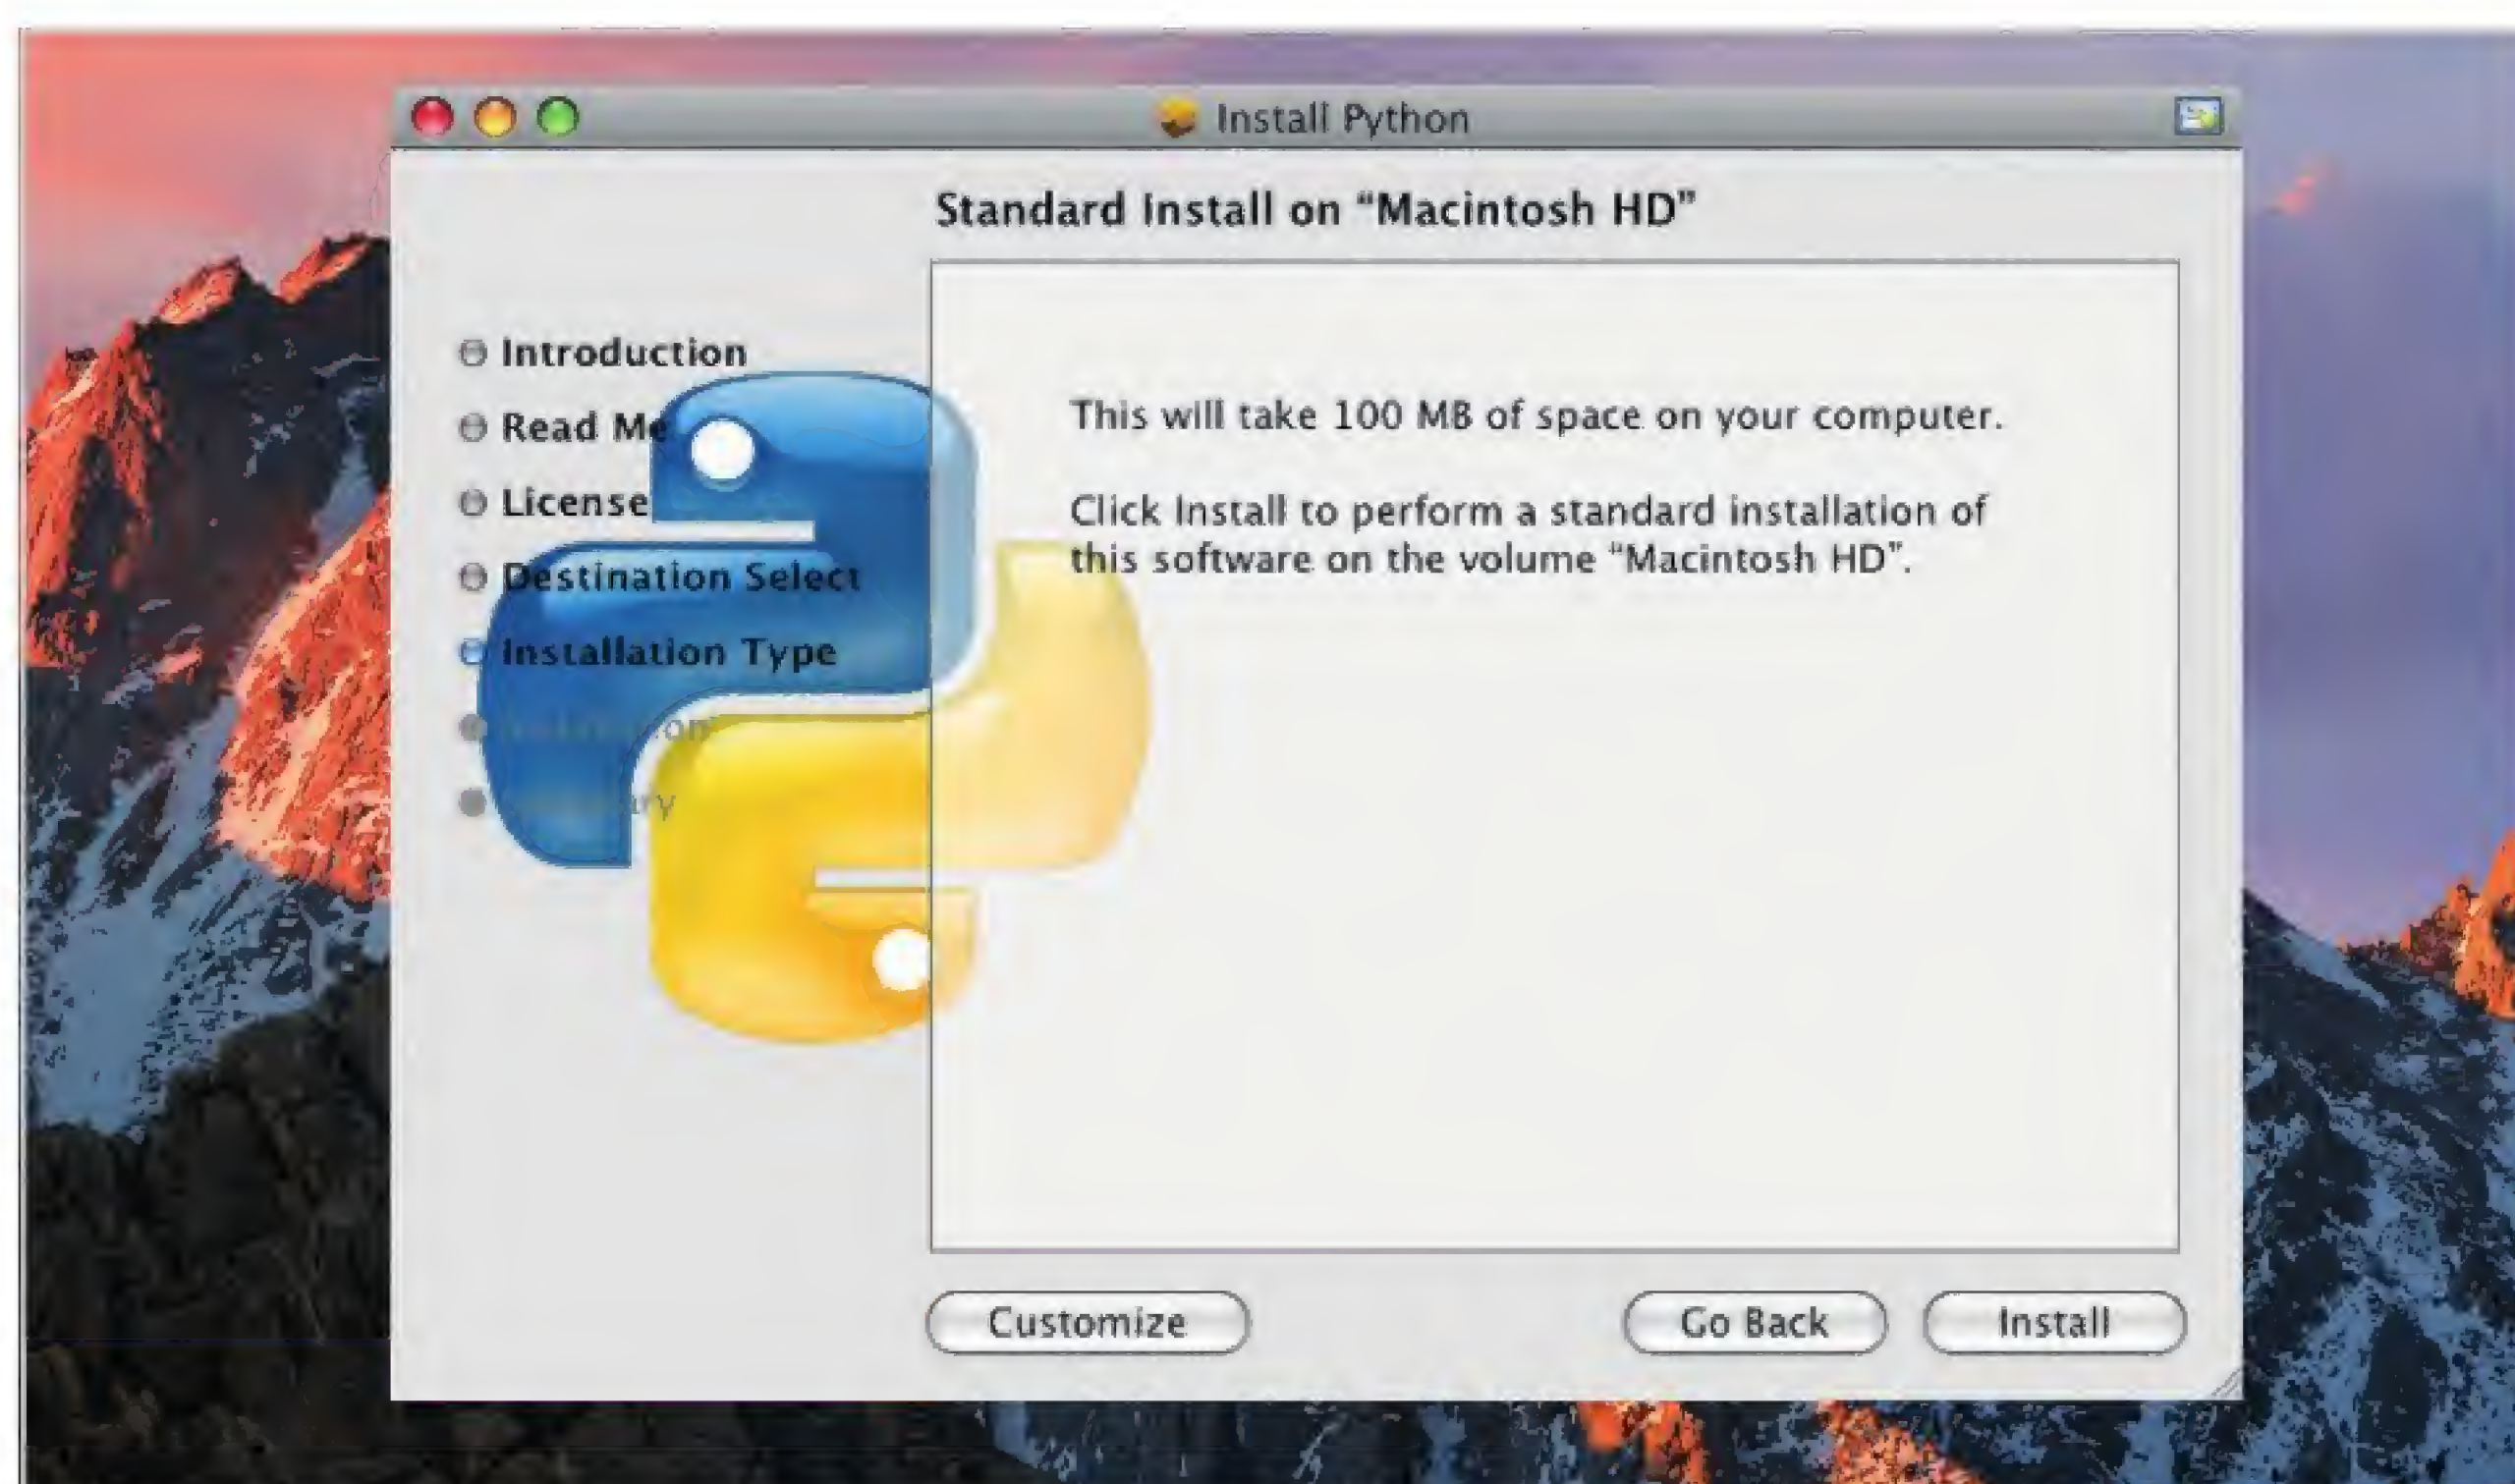 Install Python
Standard Install on “Macintosh HD”
Introduction
Read Me
License
Destination Select
Installation Type
This will take 100 MB of space on your computer.
Click Install to perform a standard installation of
this software on the volume “Macintosh HD”.
Customize
Go Back
Install